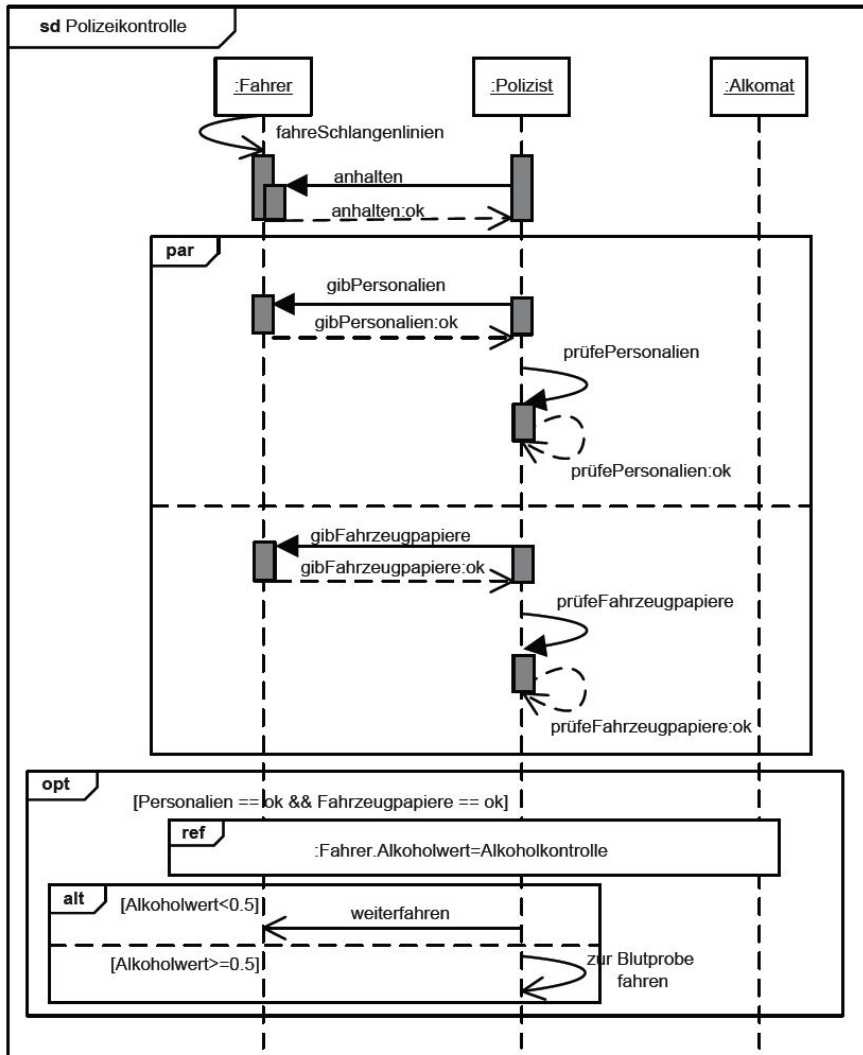 sd Polizeikontrolle
:Fahrer
:Polizist
:Alkomat
fahreSchlangenlinien
anhalten
anhalten:ok
par
gibPersonalien
gibPersonalien:ok
prüfePersonalien
prüfePersonalien:ok
gibFahrzeugpapiere
gibFahrzeugpapiere:ok
prüfeFahrzeugpapiere
prüfeFahrzeugpapiere:ok
opt
[Personalien == ok && Fahrzeugpapiere == ok]
ref
:Fahrer.Alkoholwert=Alkoholkontrolle
alt
[Alkoholwert<0.5]
weiterfahren
[Alkoholwert>=0.5]
zur Blutprobe
fahren